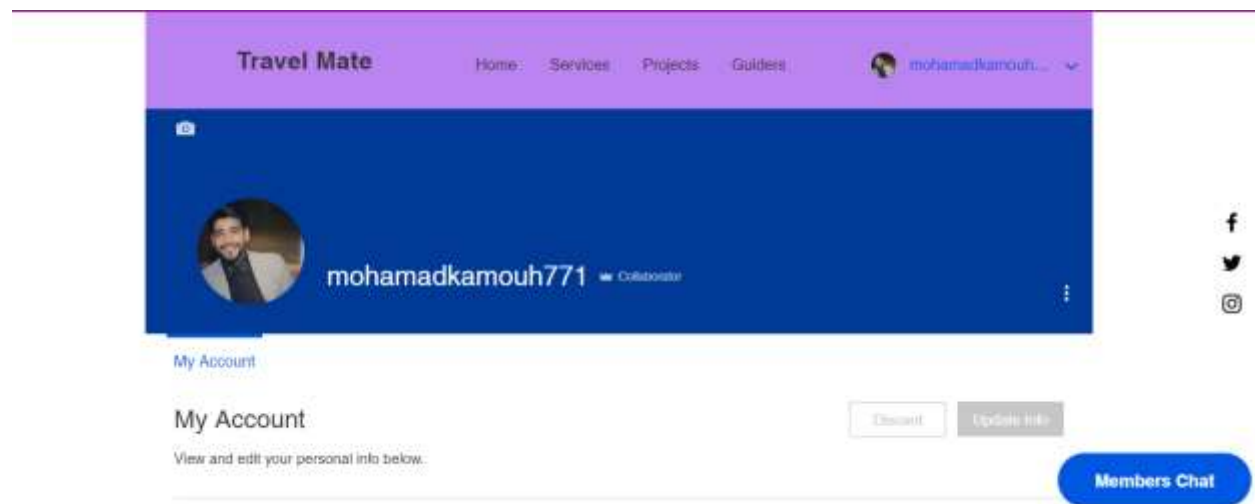 Travel Mate
Home Services Projects Guiders
mohamadkamouh...
mohamadkamouh771 Collaborator
My Account
My Account
Discard Update Info
View and edit your personal info below.
Members Chat